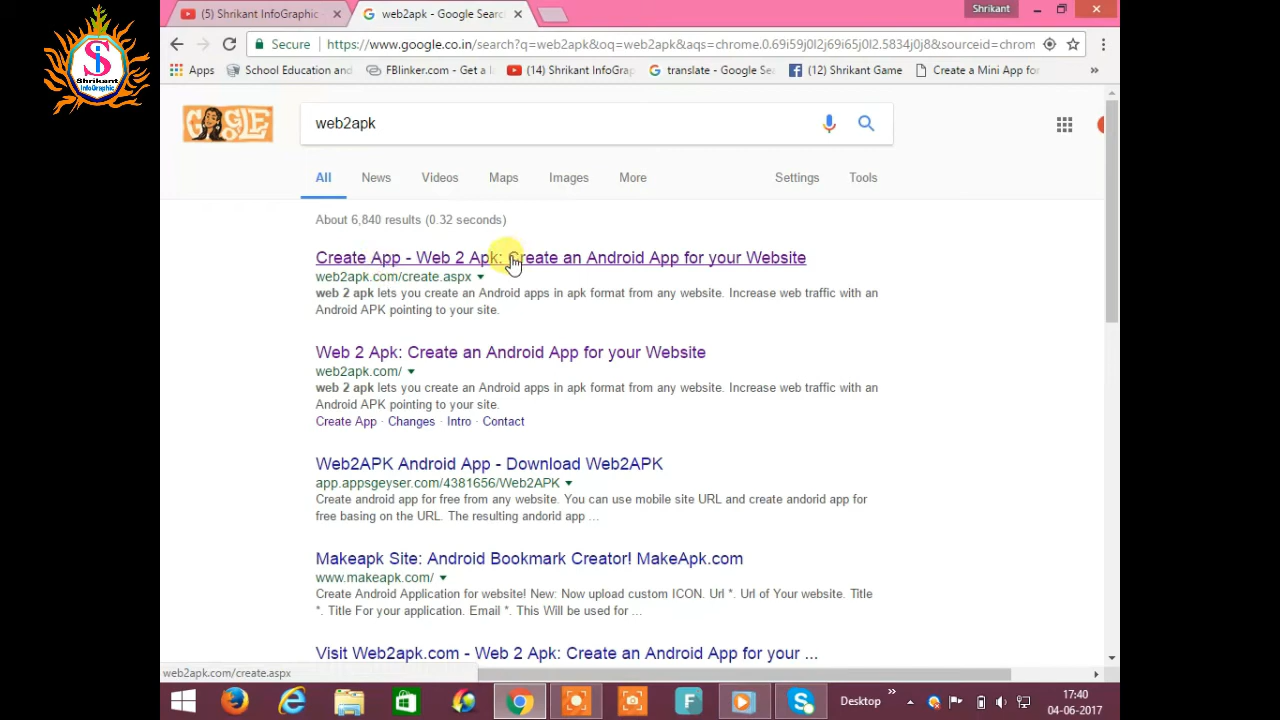 (5) Shrikant InfoGraphic -
web2apk - Google Searc
Shrikant
Secure
https://www.google.co.in/search?q=web2apk&oq=web2apk&aqs=chrome.0.69i59j0l2j69i65j0l2.5834j0j8&sourceid=chrom
Apps
School Education and
FBlinker.com - Get a l
(14) Shrikant InfoGra
translate - Google Se
(12) Shrikant Game
Create a Mini App for
»
SI
Shrikant
InfoGraphic
web2apk
All
News
Videos
Maps
Images
More
Settings
Tools
About 6,840 results (0.32 seconds)
Create App - Web 2 Apk: Create an Android App for your Website
web2apk.com/create.aspx
web 2 apk lets you create an Android apps in apk format from any website. Increase web traffic with an
Android APK pointing to your site.
Web 2 Apk: Create an Android App for your Website
web2apk.com/
web 2 apk lets you create an Android apps in apk format from any website. Increase web traffic with an
Android APK pointing to your site.
Create App · Changes · Intro · Contact
Web2APK Android App - Download Web2APK
app.appsgeyser.com/4381656/Web2APK
Create android app for free from any website. You can use mobile site URL and create andorid app for
free basing on the URL. The resulting andorid app ...
Makeapk Site: Android Bookmark Creator! MakeApk.com
www.makeapk.com/
Create Android Application for website! New: Now upload custom ICON. Url *. Url of Your website. Title
*. Title For your application. Email *. This Will be used for ...
Visit Web2apk.com - Web 2 Apk: Create an Android App for your ...
web2apk.com/create.aspx
F
Desktop
»
17:40
04-06-2017